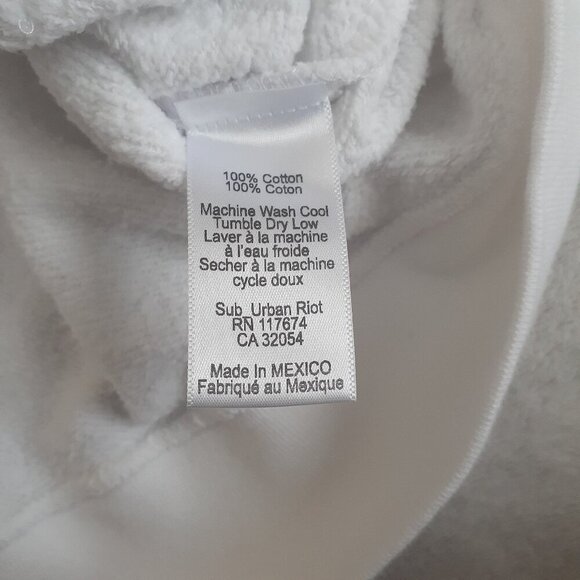 100% Cotton
100% Coton
Machine Wash Cool
Tumble Dry Low
Laver à la machine
à l'eau froide
Secher à la machine
cycle doux
Sub_Urban Riot
RN 117674
CA 32054
Made In MEXICO
Fabriqué au Mexique